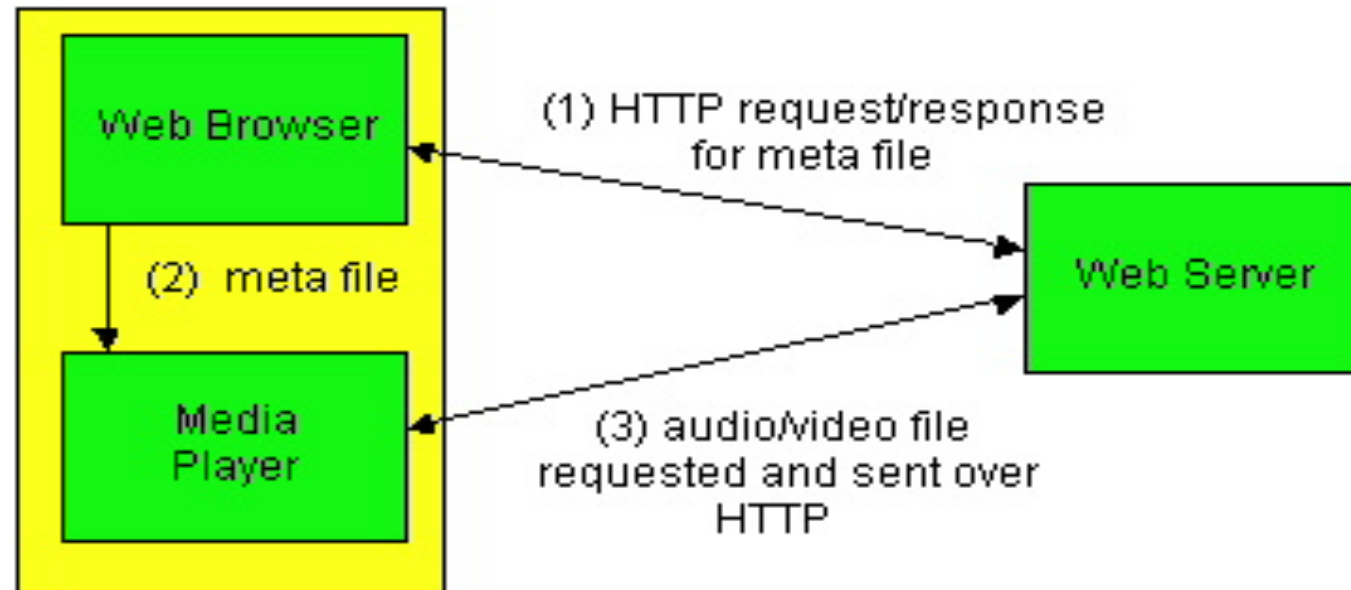 Web Browser
(1) HTTP request/response
for meta file
Web Server
(2) meta file
Media
Player
(3) audio/video file
requested and sent over
HTTP